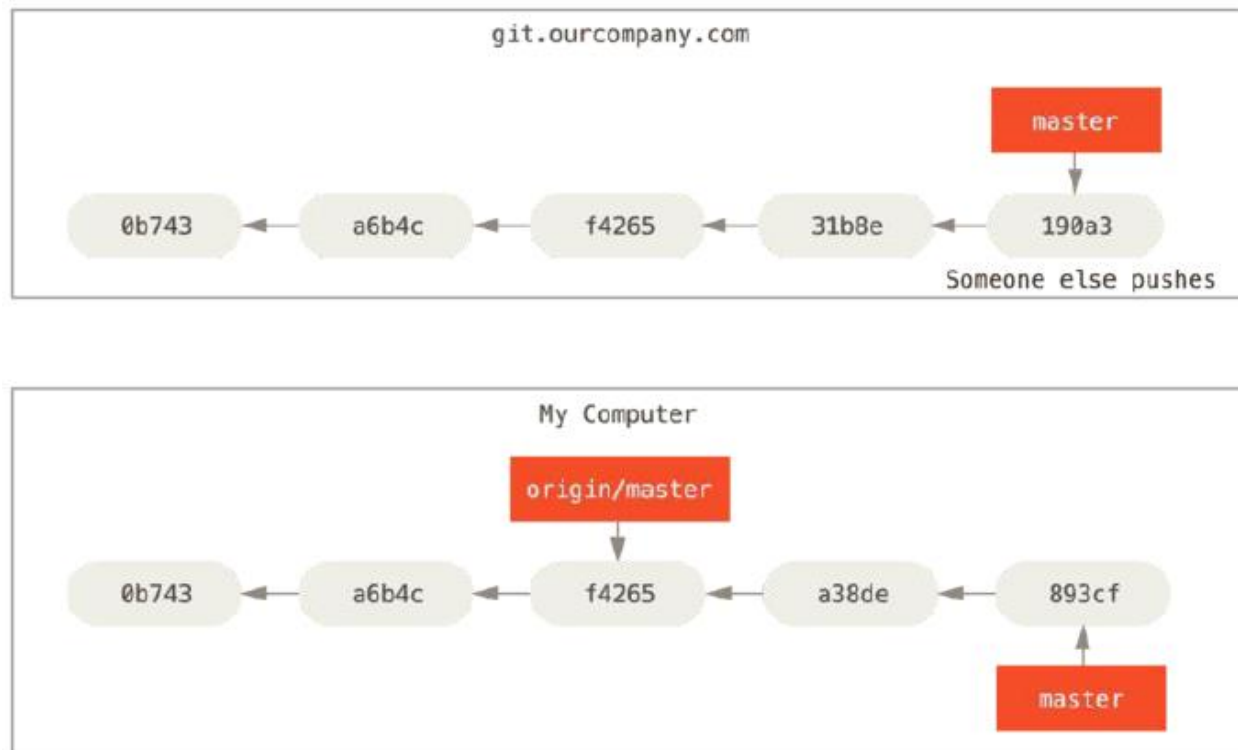 git.ourcompany.com
master
0b743 a6b4c f4265 31b8e 190a3
Someone else pushes
My Computer
origin/master
0b743 a6b4c f4265 a38de 893cf
master